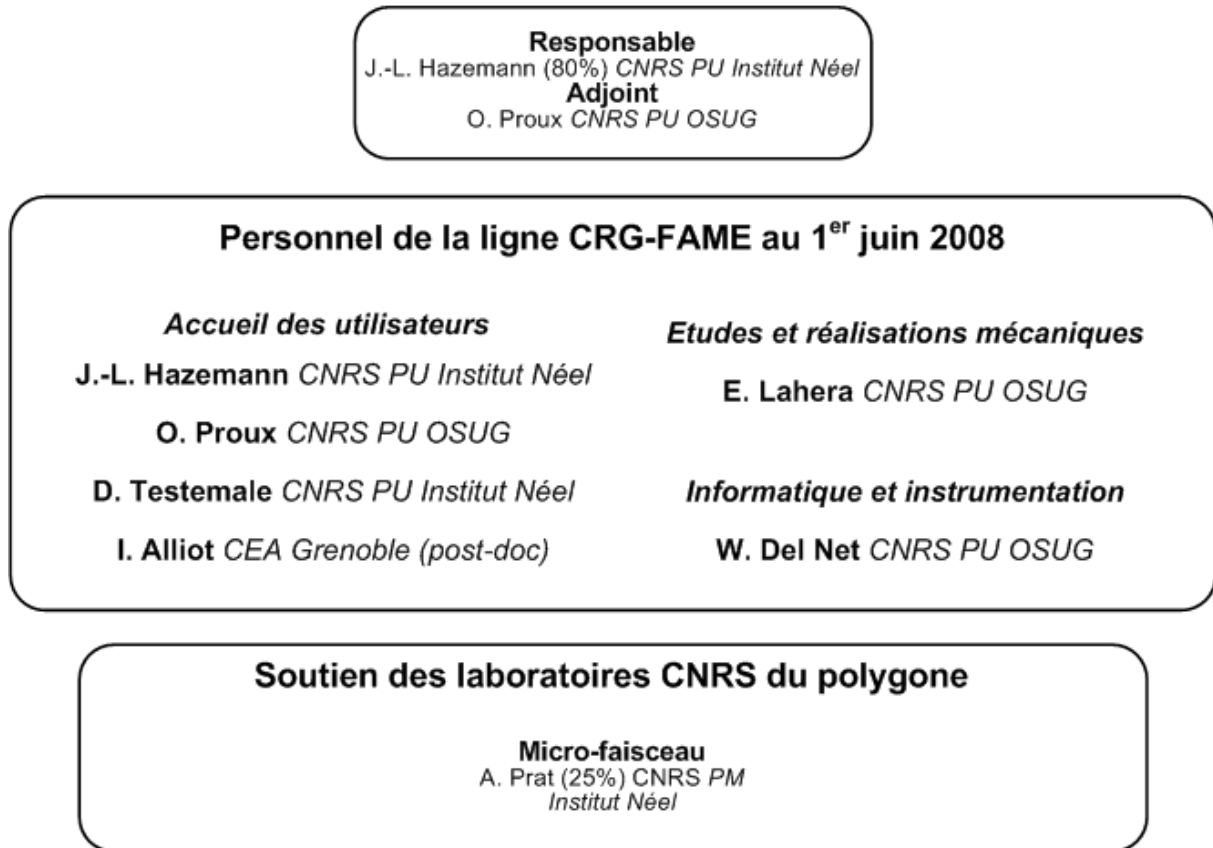 Responsable
J.-L. Hazemann (80%) CNRS PU Institut Néel
Adjoint
O. Proux CNRS PU OSUG
Personnel de la ligne CRG-FAME au 1er juin 2008
Accueil des utilisateurs
J.-L. Hazemann CNRS PU Institut Néel
O. Proux CNRS PU OSUG
D. Testemale CNRS PU Institut Néel
I. Alliot CEA Grenoble (post-doc)
Etudes et réalisations mécaniques
E. Lahera CNRS PU OSUG
Informatique et instrumentation
W. Del Net CNRS PU OSUG
Soutien des laboratoires CNRS du polygone
Micro-faisceau
A. Prat (25%) CNRS PM
Institut Néel